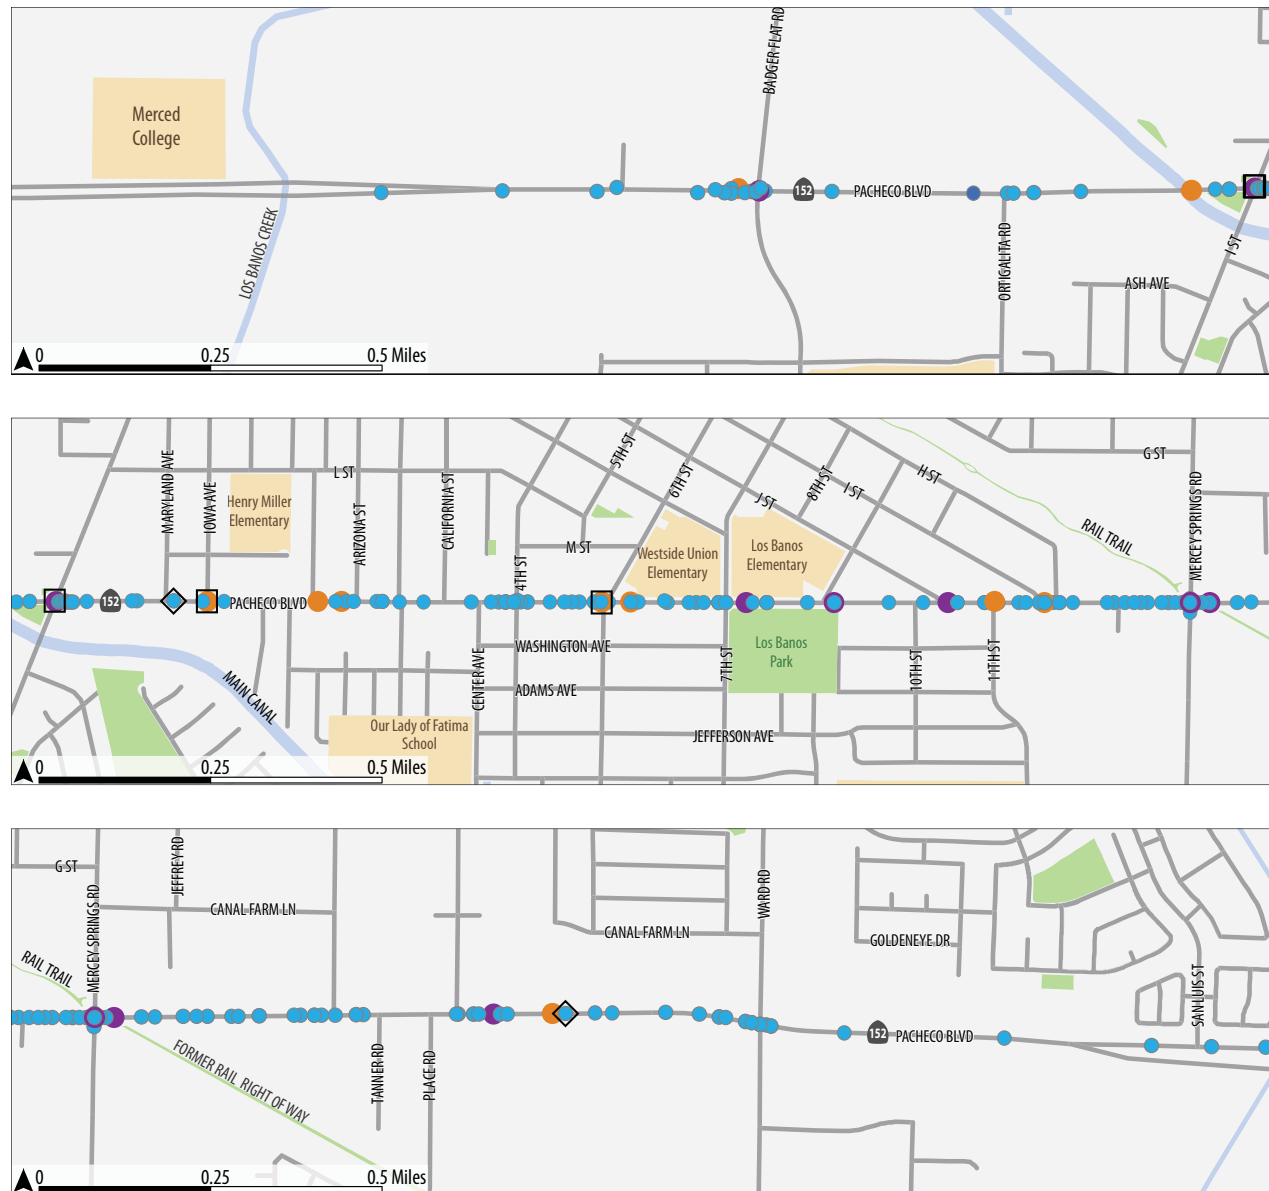 BADGER FLAT RD
Merced
College
152
PACHECO BLVD
LOS BANOS CREEK
ORTIGALITA RD
I ST
ASH AVE
0 0.25 0.5 Miles
G ST
5TH ST
6TH ST
8TH ST
H ST
I ST
J ST
L ST
MARYLAND AVE
IOWA AVE
Henry Miller
Elementary
ARIZONA ST
CALIFORNIA ST
4TH ST
M ST
Westside Union
Elementary
Los Banos
Elementary
RAIL TRAIL
MERCEY SPRINGS RD
152
PACHECO BLVD
WASHINGTON AVE
Los Banos
Park
CENTER AVE
7TH ST
10TH ST
11TH ST
ADAMS AVE
MAIN CANAL
Our Lady of Fatima
School
JEFFERSON AVE
0 0.25 0.5 Miles
G ST
JEFFREY RD
MERCEY SPRINGS RD
CANAL FARM LN
WARD RD
CANAL FARM LN
GOLDENEYE DR
RAIL TRAIL
SAN LUIS ST
152
PACHECO BLVD
FORMER RAIL RIGHT OF WAY
TANNER RD
PLACE RD
0 0.25 0.5 Miles